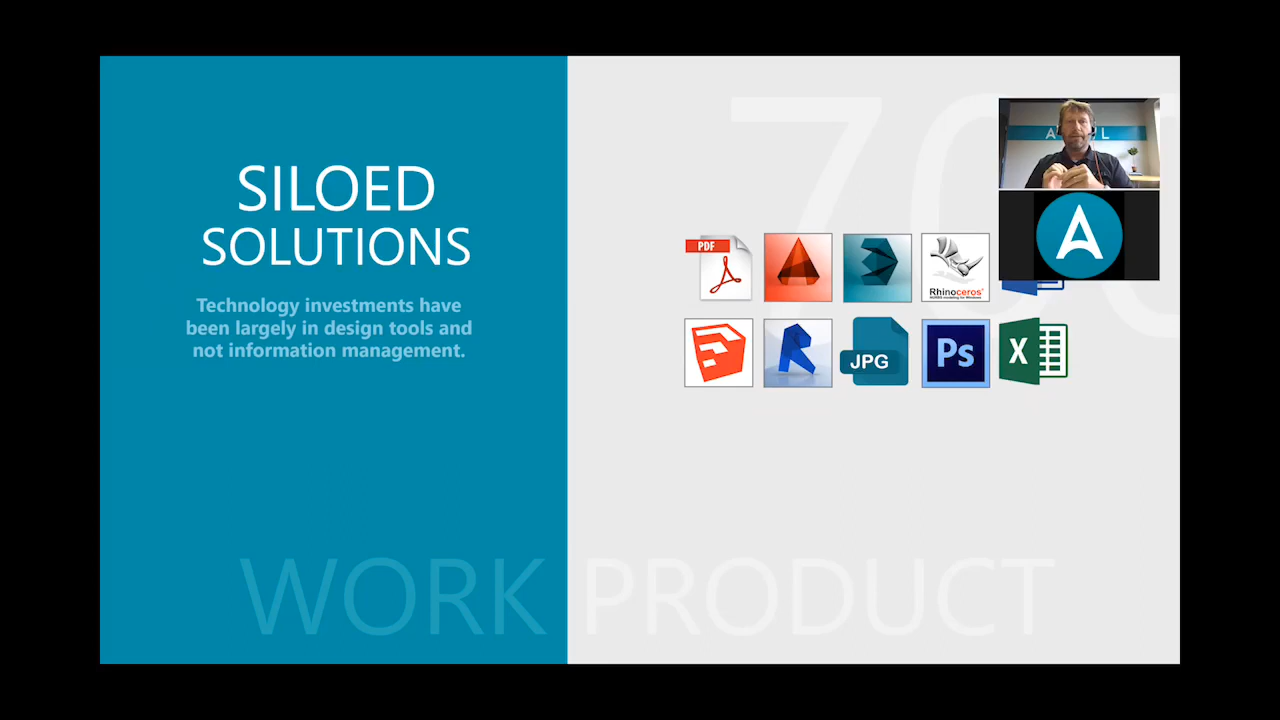 SILOED
SOLUTIONS
Technology investments have
been largely in design tools and
not information management.
PDF
Rhinoceros®
JPG
Ps
X
WORK PRODUCT